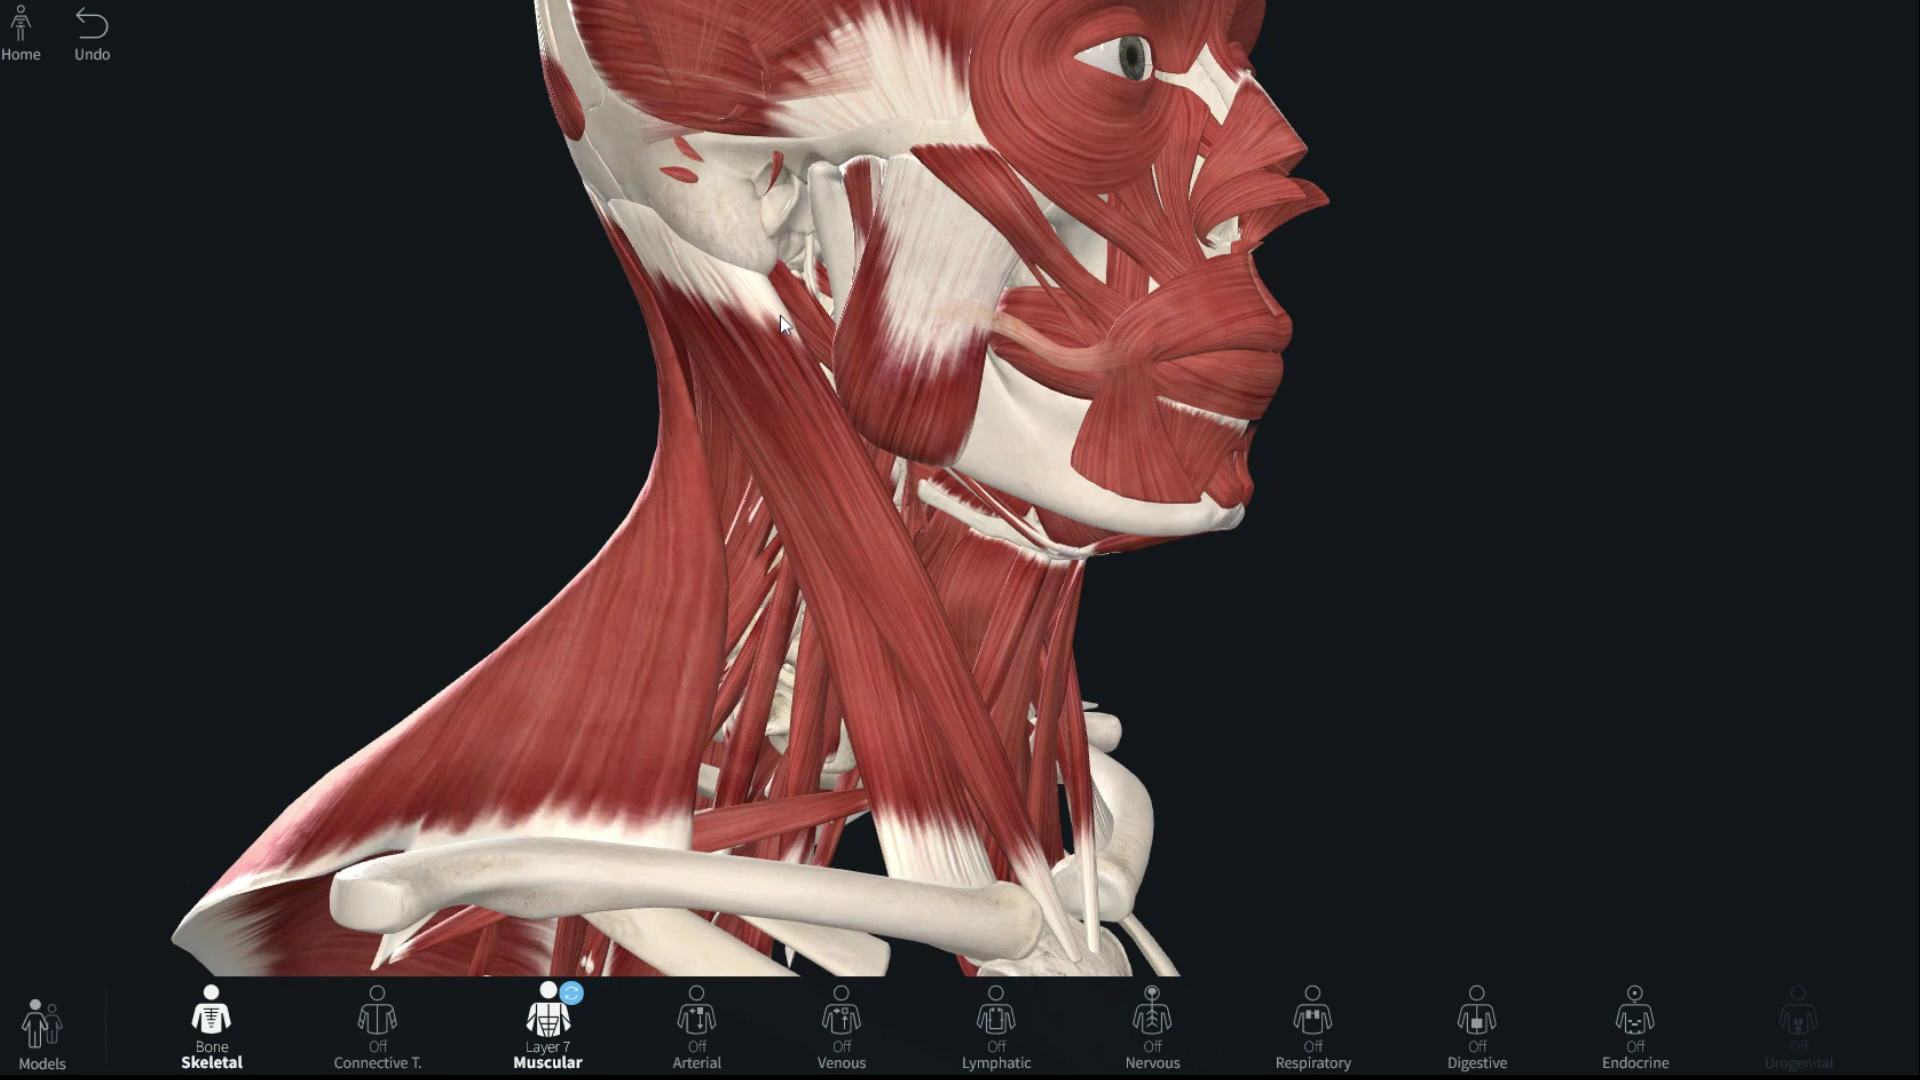 Home
Undo
Models
Bone
Skeletal
Off
Connective T.
Layer 7
Muscular
Off
Arterial
Off
Venous
Off
Lymphatic
Off
Nervous
Off
Respiratory
Off
Digestive
Off
Endocrine
Off
Urogenital